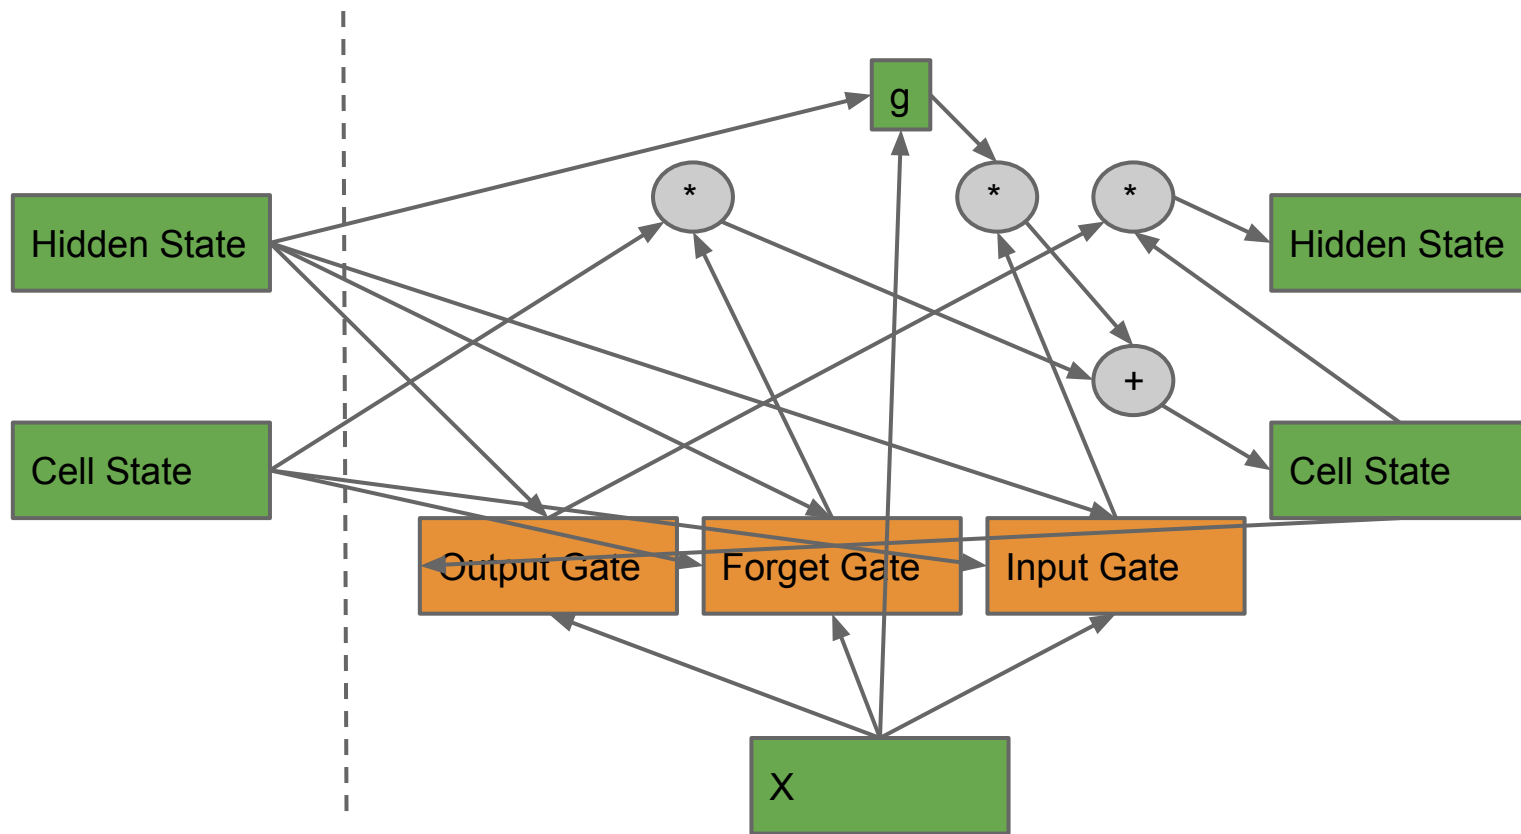 g
* * *
Hidden State Hidden State
+
Cell State Cell State
Output Gate Forget Gate Input Gate
X